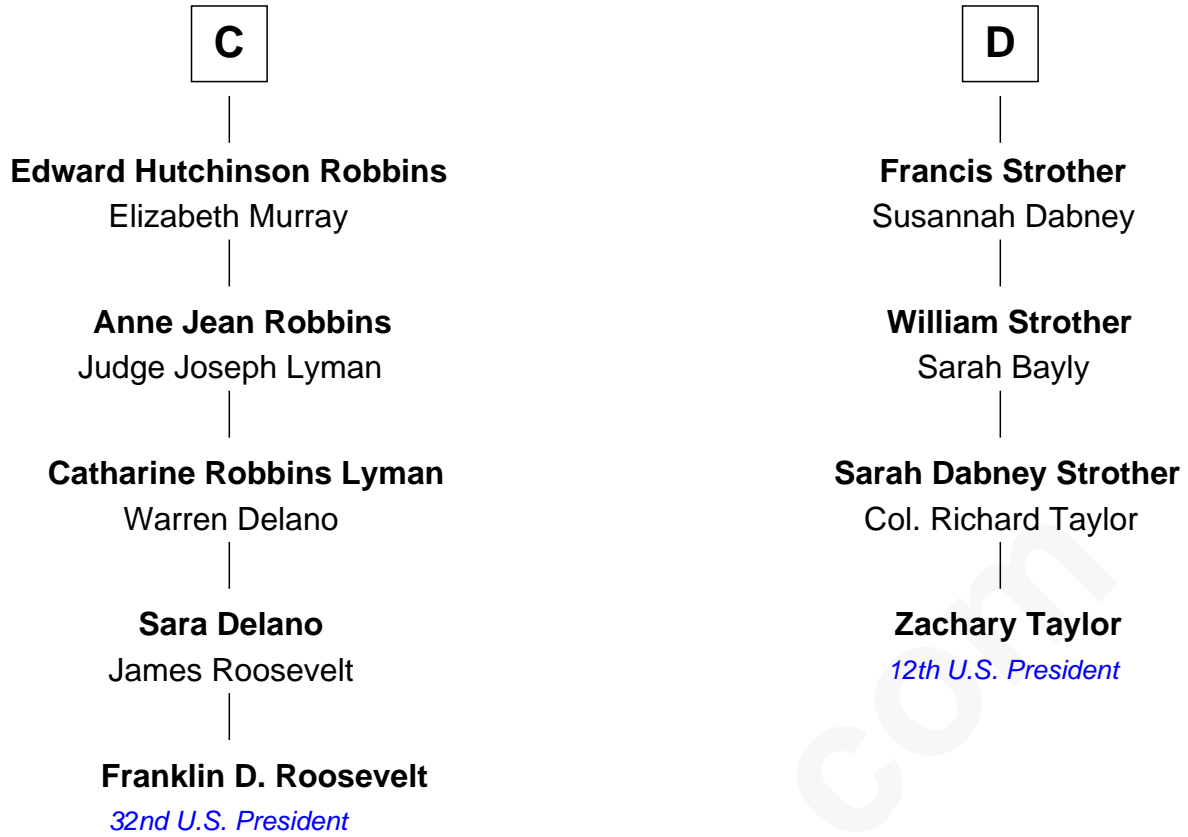 C
Edward Hutchinson Robbins
Elizabeth Murray
Anne Jean Robbins
Judge Joseph Lyman
Catharine Robbins Lyman
Warren Delano
Sara Delano
James Roosevelt
Franklin D. Roosevelt
32nd U.S. President
D
Francis Strother
Susannah Dabney
William Strother
Sarah Bayly
Sarah Dabney Strother
Col. Richard Taylor
Zachary Taylor
12th U.S. President
com